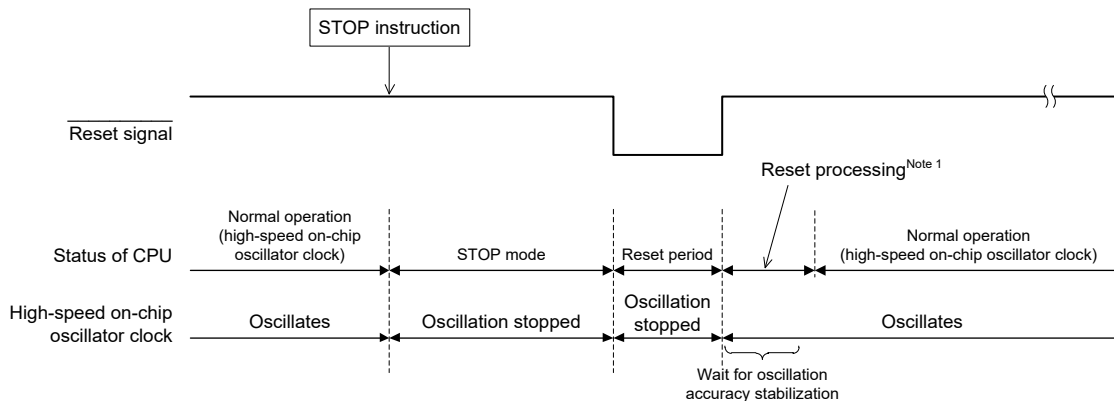 STOP instruction
Reset signal
Reset processing Note 1
Status of CPU
Normal operation
(high-speed on-chip
oscillator clock)
STOP mode
Reset period
Normal operation
(high-speed on-chip oscillator clock)
High-speed on-chip
oscillator clock
Oscillates
Oscillation stopped
Oscillation
stopped
Oscillates
Wait for oscillation
accuracy stabilization